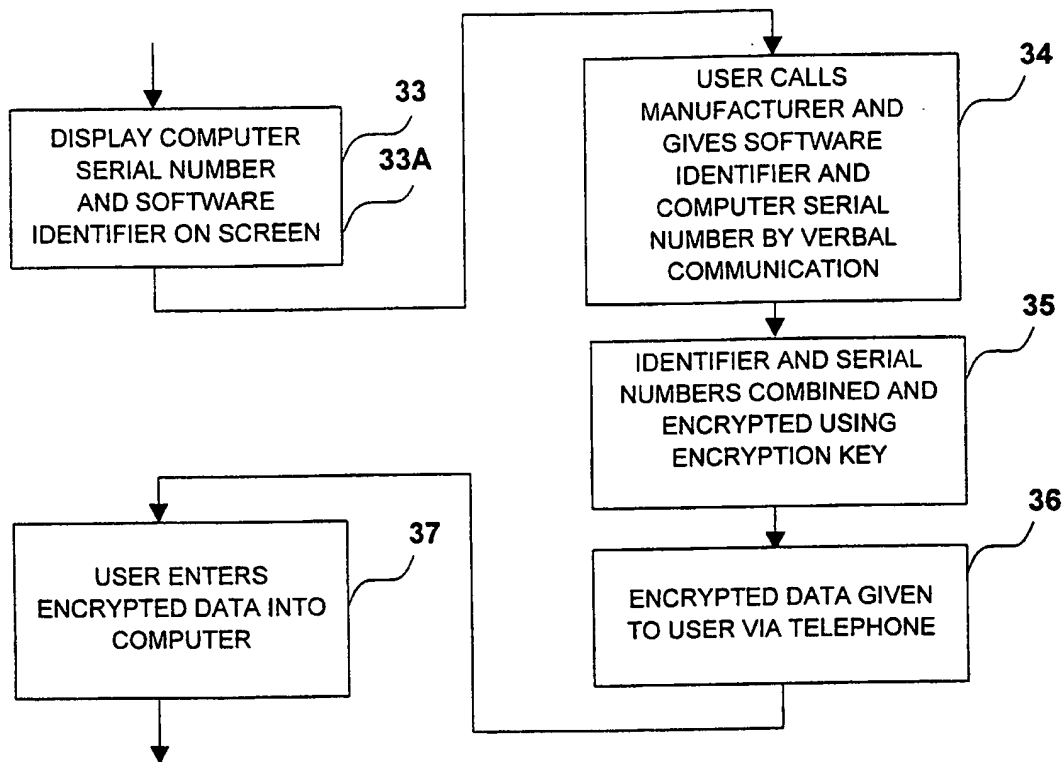 33
33A
DISPLAY COMPUTER
SERIAL NUMBER
AND SOFTWARE
IDENTIFIER ON SCREEN
34
USER CALLS
MANUFACTURER AND
GIVES SOFTWARE
IDENTIFIER AND
COMPUTER SERIAL
NUMBER BY VERBAL
COMMUNICATION
35
IDENTIFIER AND SERIAL
NUMBERS COMBINED AND
ENCRYPTED USING
ENCRYPTION KEY
36
ENCRYPTED DATA GIVEN
TO USER VIA TELEPHONE
37
USER ENTERS
ENCRYPTED DATA INTO
COMPUTER